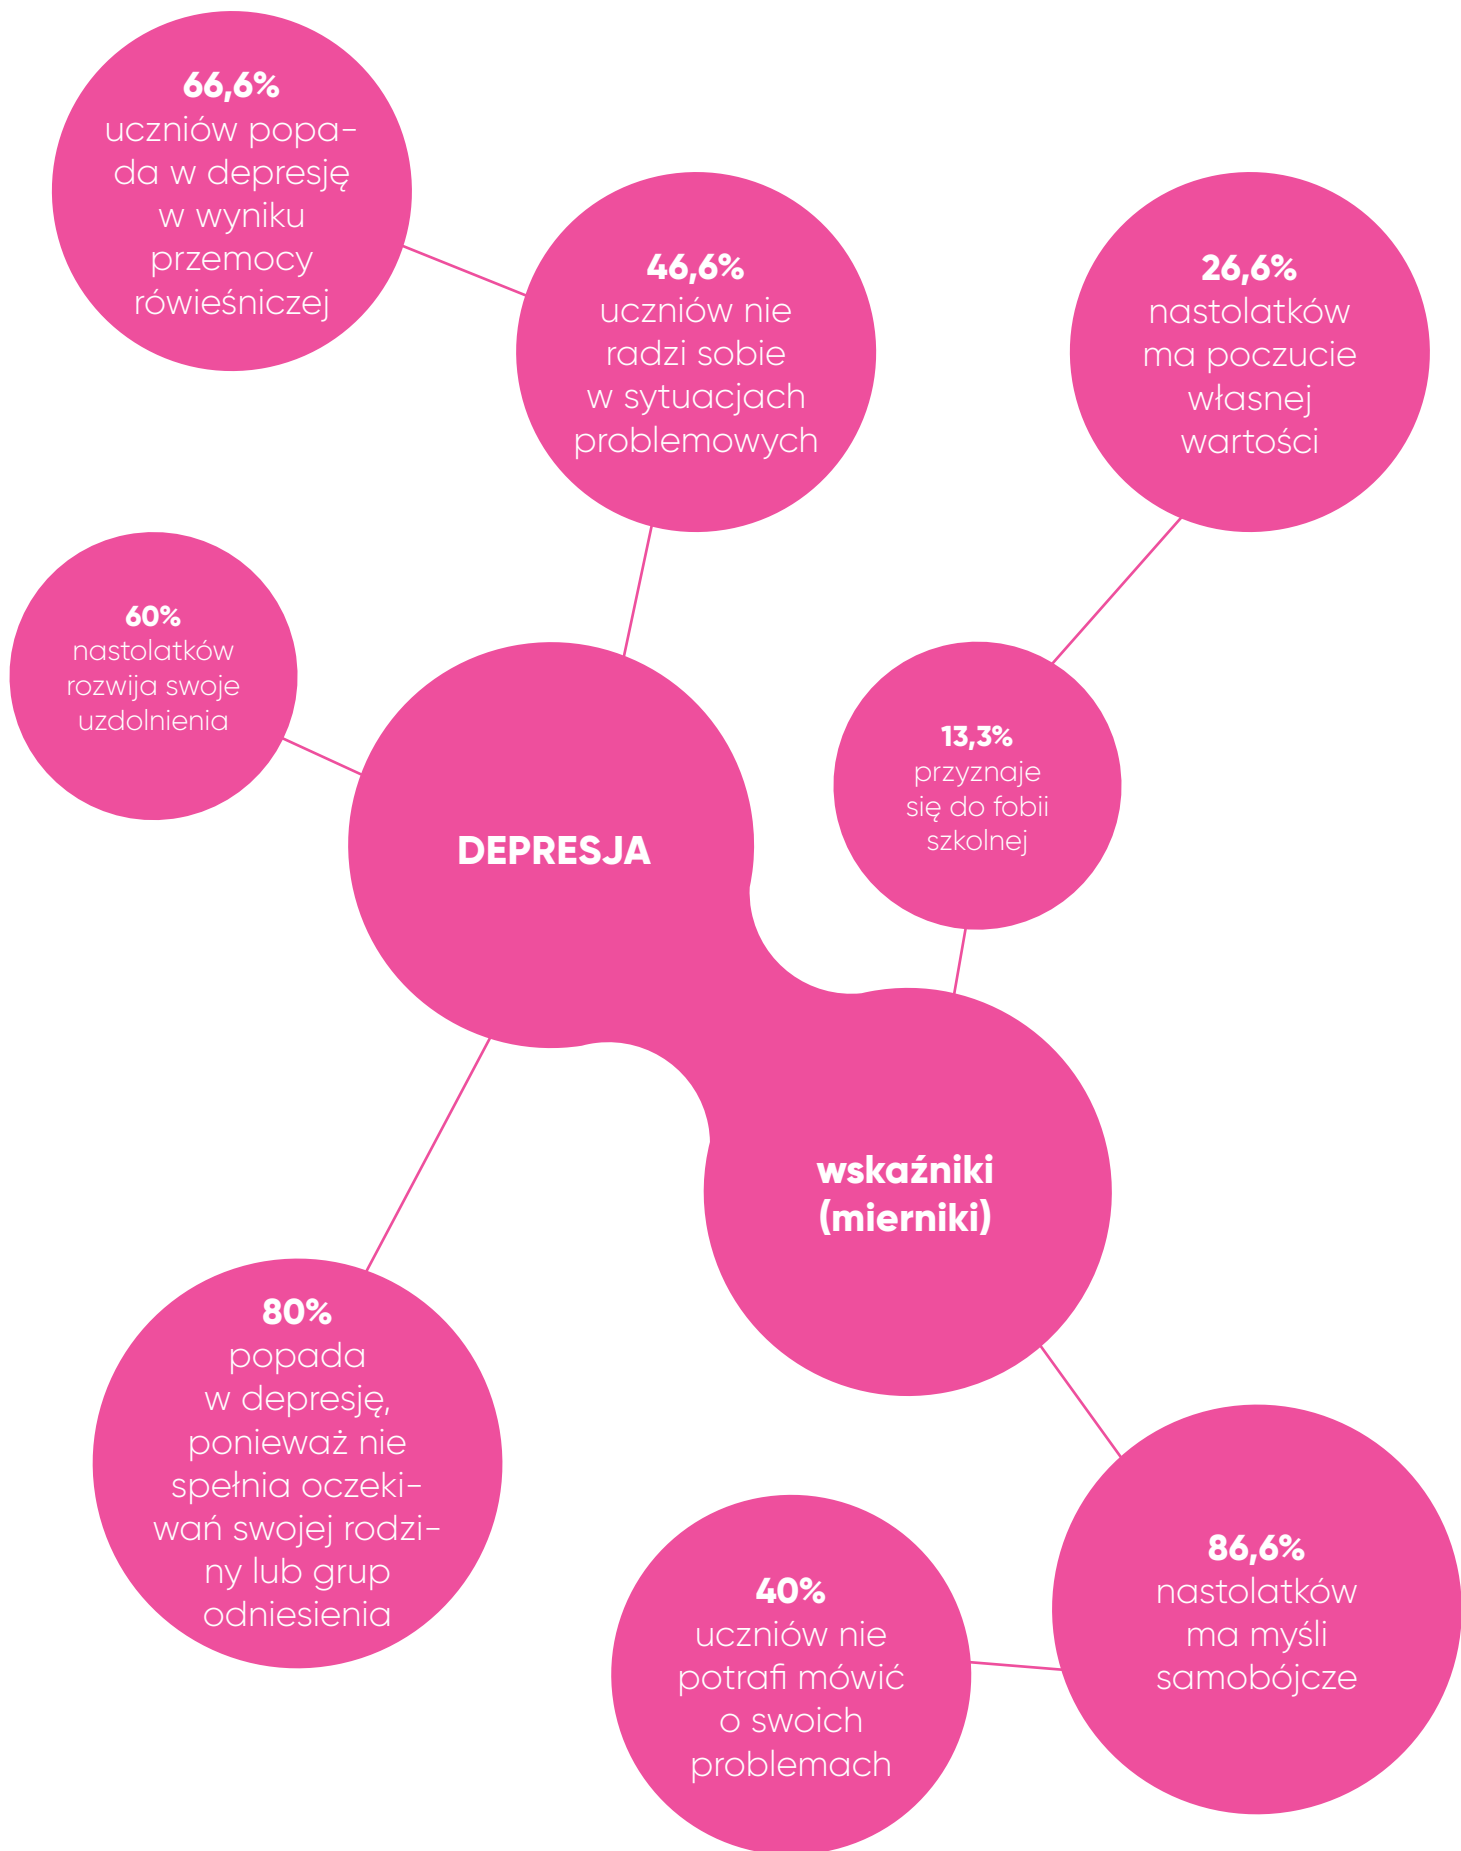 66,6%
uczniów popa-
da w depresję
w wyniku
przemocy
rówieśniczej
46,6%
uczniów nie
radzi sobie
w sytuacjach
problemowych
26,6%
nastolatków
ma poczucie
własnej
wartości
60%
nastolatków
rozwija swoje
uzdolnienia
13,3%
przyznaje
się do fobii
szkolnej
DEPRESJA
wskaźniki
(mierniki)
80%
popada
w depresję,
ponieważ nie
spełnia oczeki-
wań swojej rodzi-
ny lub grup
odniesienia
40%
uczniów nie
potrafi mówić
o swoich
problemach
86,6%
nastolatków
ma myśli
samobójcze